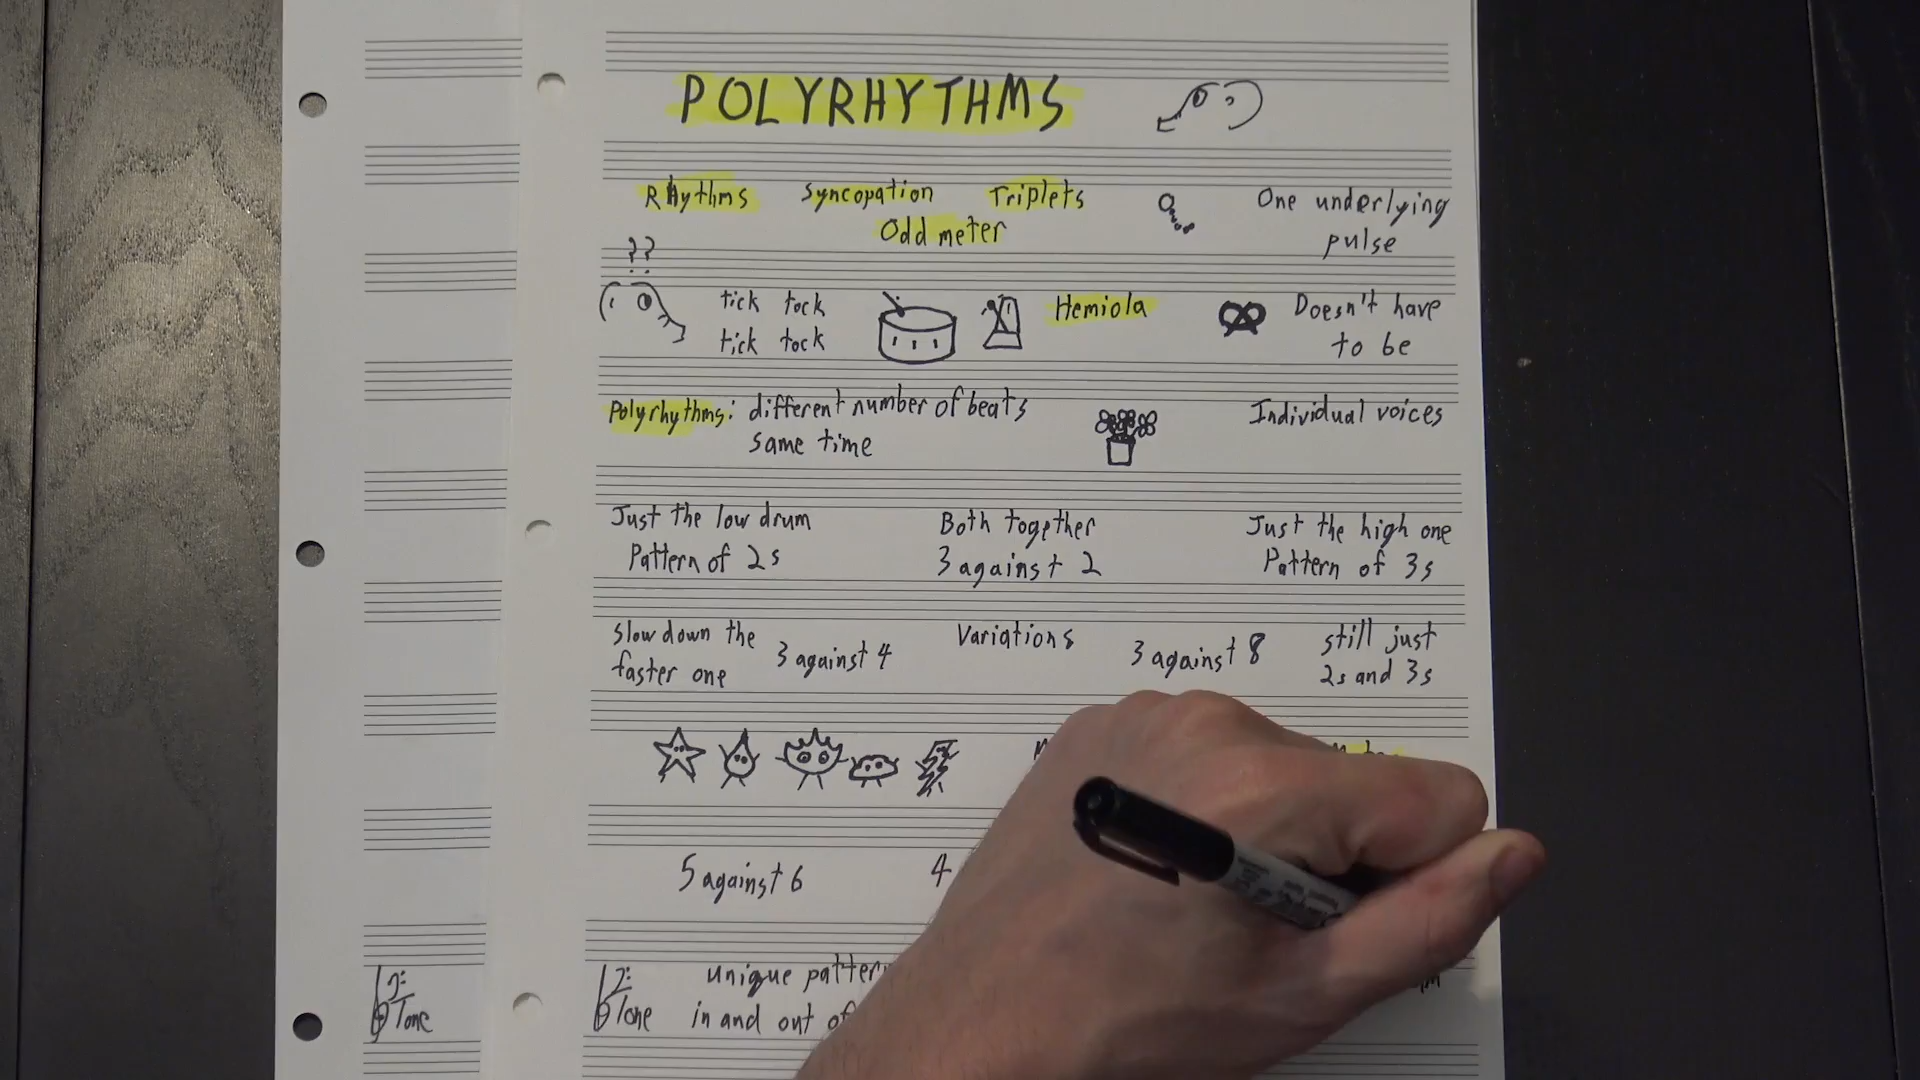 POLYRHYTHMS
Rhythms Syncopation Triplets
Odd meter
One underlying
pulse
??
tick tock
tick tock
Hemiola
Doesn't have
to be
Polyrhythms: different number of beats
same time
Individual voices
Just the low drum
Pattern of 2s
Both together
3 against 2
Just the high one
Pattern of 3s
slow down the
faster one
3 against 4
Variations
3 against 8
still just
2s and 3s
5 against 6
4
12tone
12tone
unique
in and out of